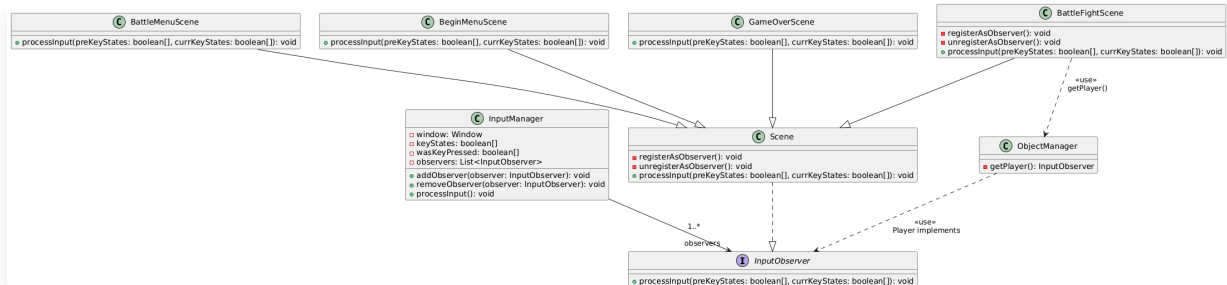 C BattleMenuScene
processInput(preKeyStates: boolean[], currKeyStates: boolean[]): void
C BeginMenuScene
processInput(preKeyStates: boolean[], currKeyStates: boolean[]): void
C GameOverScene
processInput(preKeyStates: boolean[], currKeyStates: boolean[]): void
C BattleFightScene
registerAsObserver(): void
unregisterAsObserver(): void
processInput(preKeyStates: boolean[], currKeyStates: boolean[]): void
«use»
getPlayer()
C InputManager
window: Window
keyStates: boolean[]
wasKeyPressed: boolean[]
observers: List<InputObserver>
addObserver(observer: InputObserver): void
removeObserver(observer: InputObserver): void
processInput(): void
C Scene
registerAsObserver(): void
unregisterAsObserver(): void
processInput(preKeyStates: boolean[], currKeyStates: boolean[]): void
C ObjectManager
getPlayer(): InputObserver
1..*
observers
«use»
Player implements
I InputObserver
processInput(preKeyStates: boolean[], currKeyStates: boolean[]): void